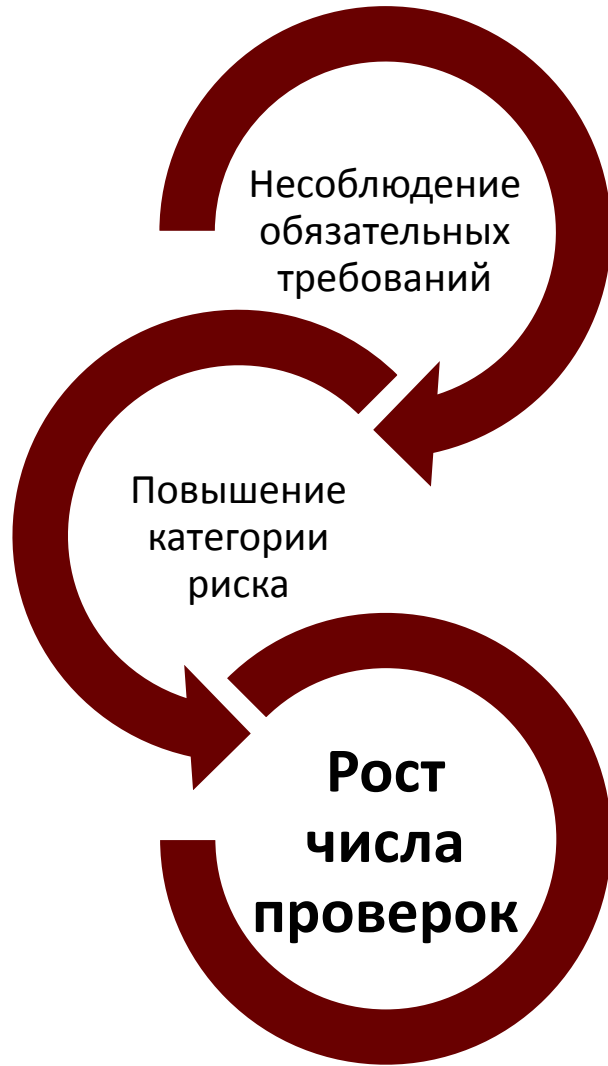 Несоблюдение
обязательных
требований
Повышение
категории
риска
Рост
числа
проверок